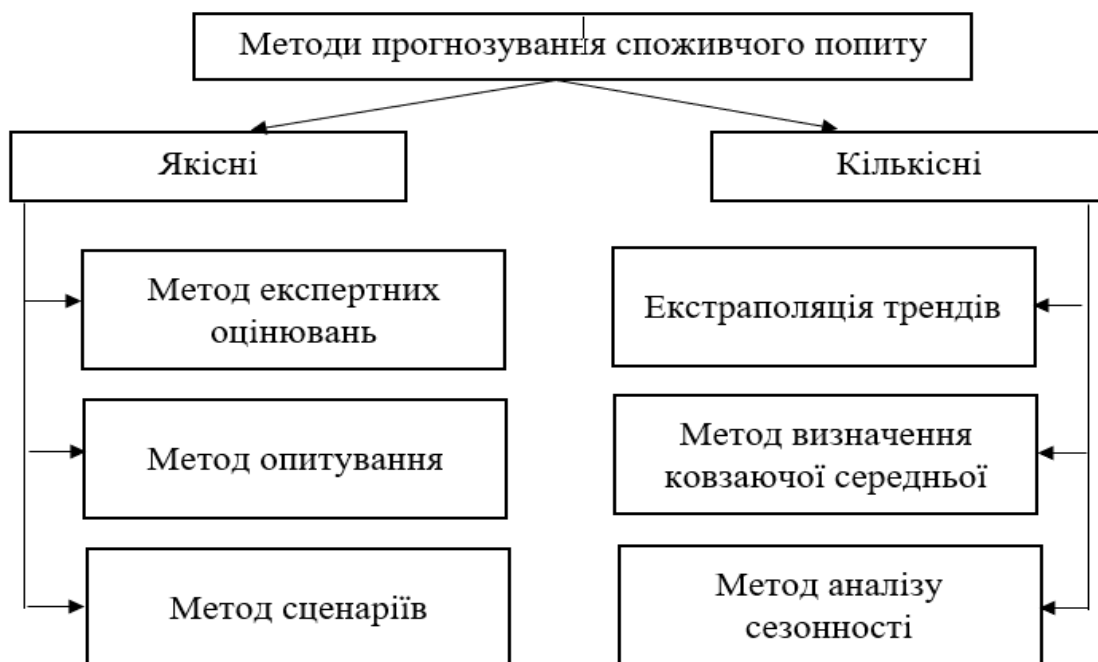 Методи прогнозування споживчого попиту
Якісні
Кількісні
Метод експертних
оцінювань
Екстраполяція трендів
Метод опитування
Метод визначення
ковзаючої середньої
Метод сценаріїв
Метод аналізу
сезонності